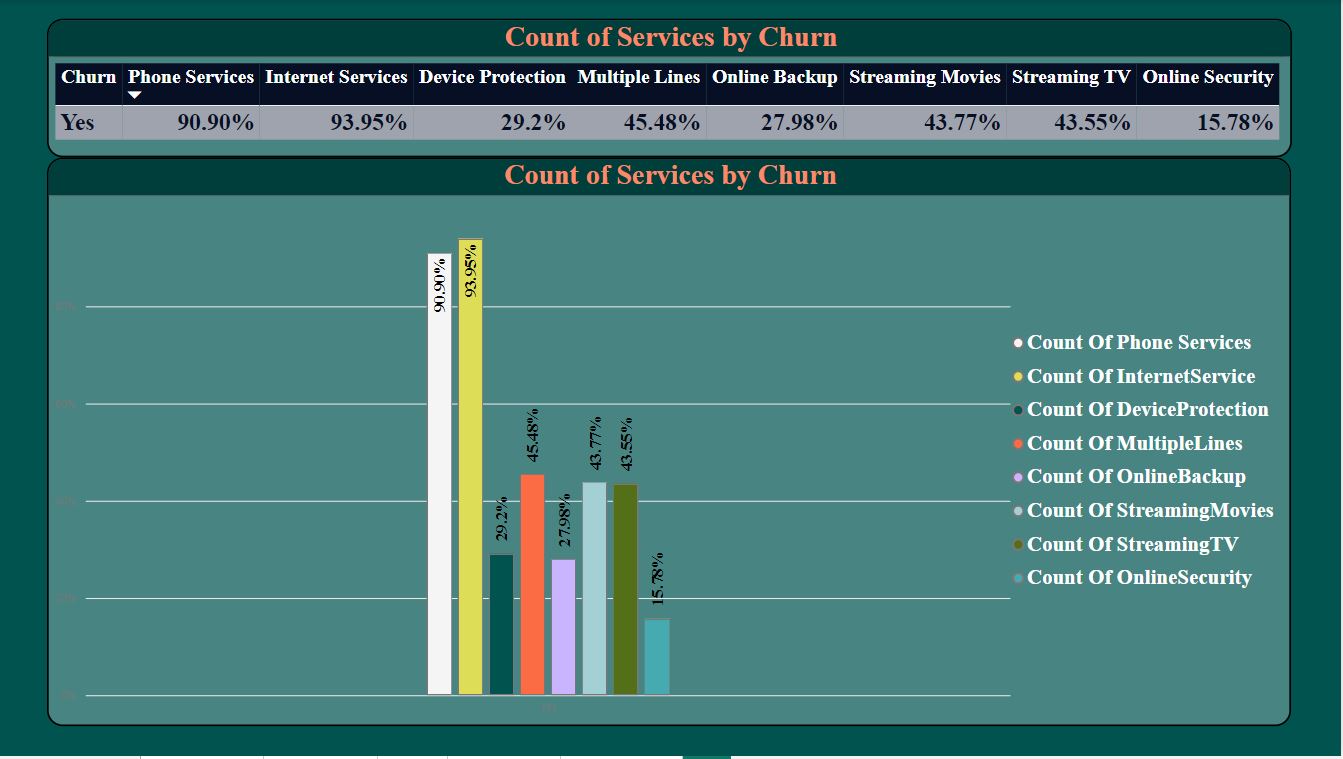 Count of Services by Churn
Churn Phone Services Internet Services Device Protection Multiple Lines Online Backup Streaming Movies Streaming TV Online Security
Yes 90.90% 93.95% 29.2% 45.48% 27.98% 43.77% 43.55% 15.78%
Count of Services by Churn
90.90%
93.95%
29.2%
45.48%
27.98%
43.77%
43.55%
15.78%
Count Of Phone Services
Count Of InternetService
Count Of DeviceProtection
Count Of MultipleLines
Count Of OnlineBackup
Count Of StreamingMovies
Count Of StreamingTV
Count Of OnlineSecurity